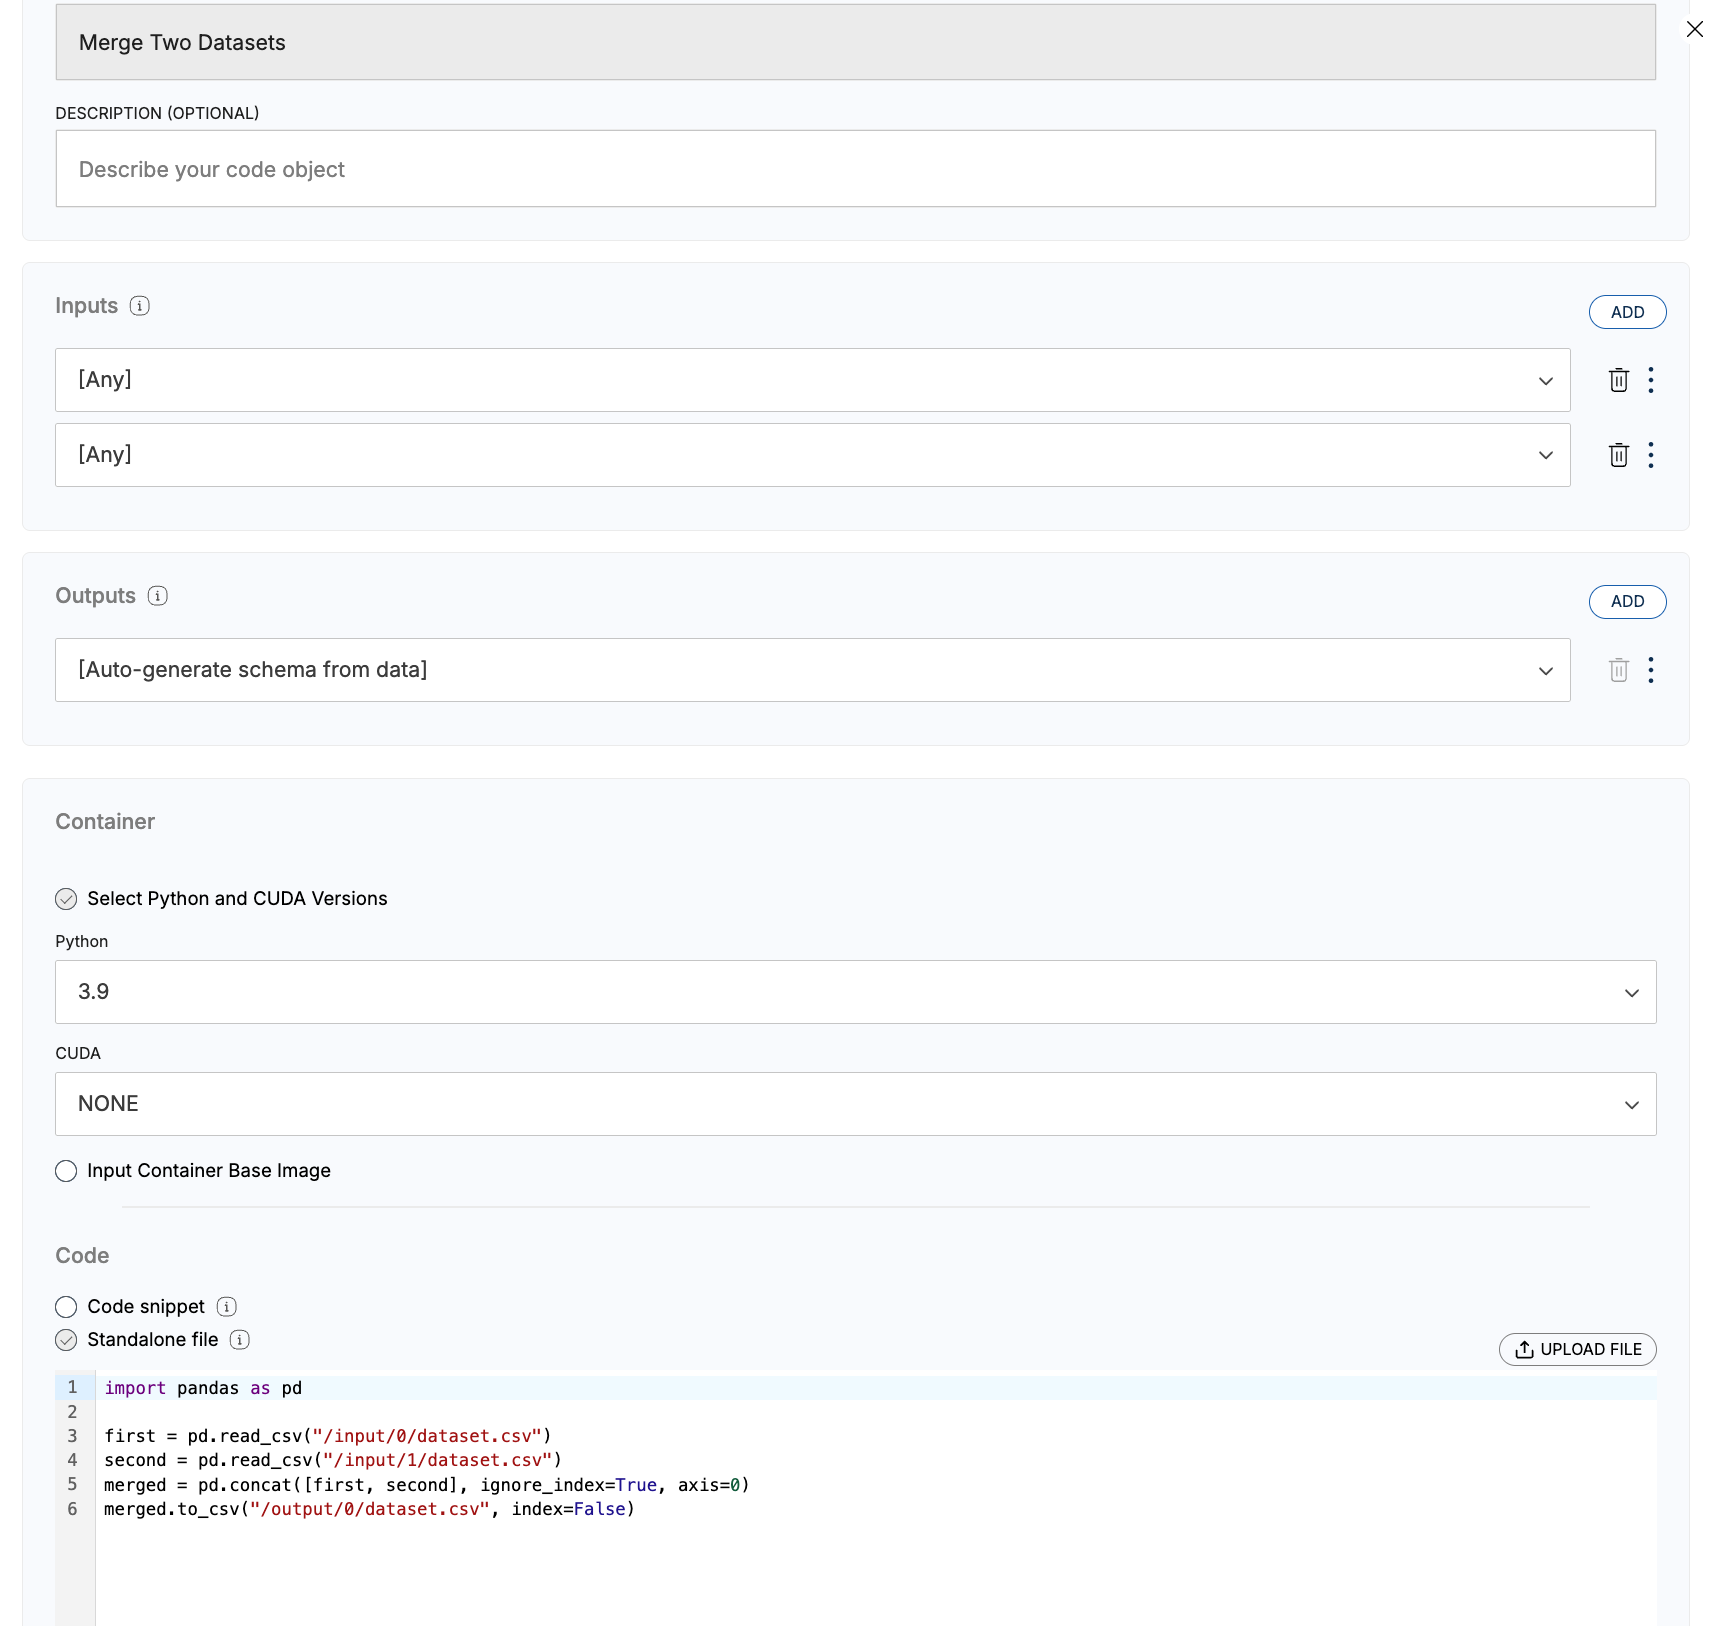 Merge Two Datasets
DESCRIPTION (OPTIONAL)
Describe your code object
Inputs
ADD
[Any]
[Any]
Outputs
ADD
[Auto-generate schema from data]
Container
Select Python and CUDA Versions
Python
3.9
CUDA
NONE
Input Container Base Image
Code
Code snippet
Standalone file
UPLOAD FILE
1 import pandas as pd
2
3 first = pd.read_csv("/input/0/dataset.csv")
4 second = pd.read_csv("/input/1/dataset.csv")
5 merged = pd.concat([first, second], ignore_index=True, axis=0)
6 merged.to_csv("/output/0/dataset.csv", index=False)